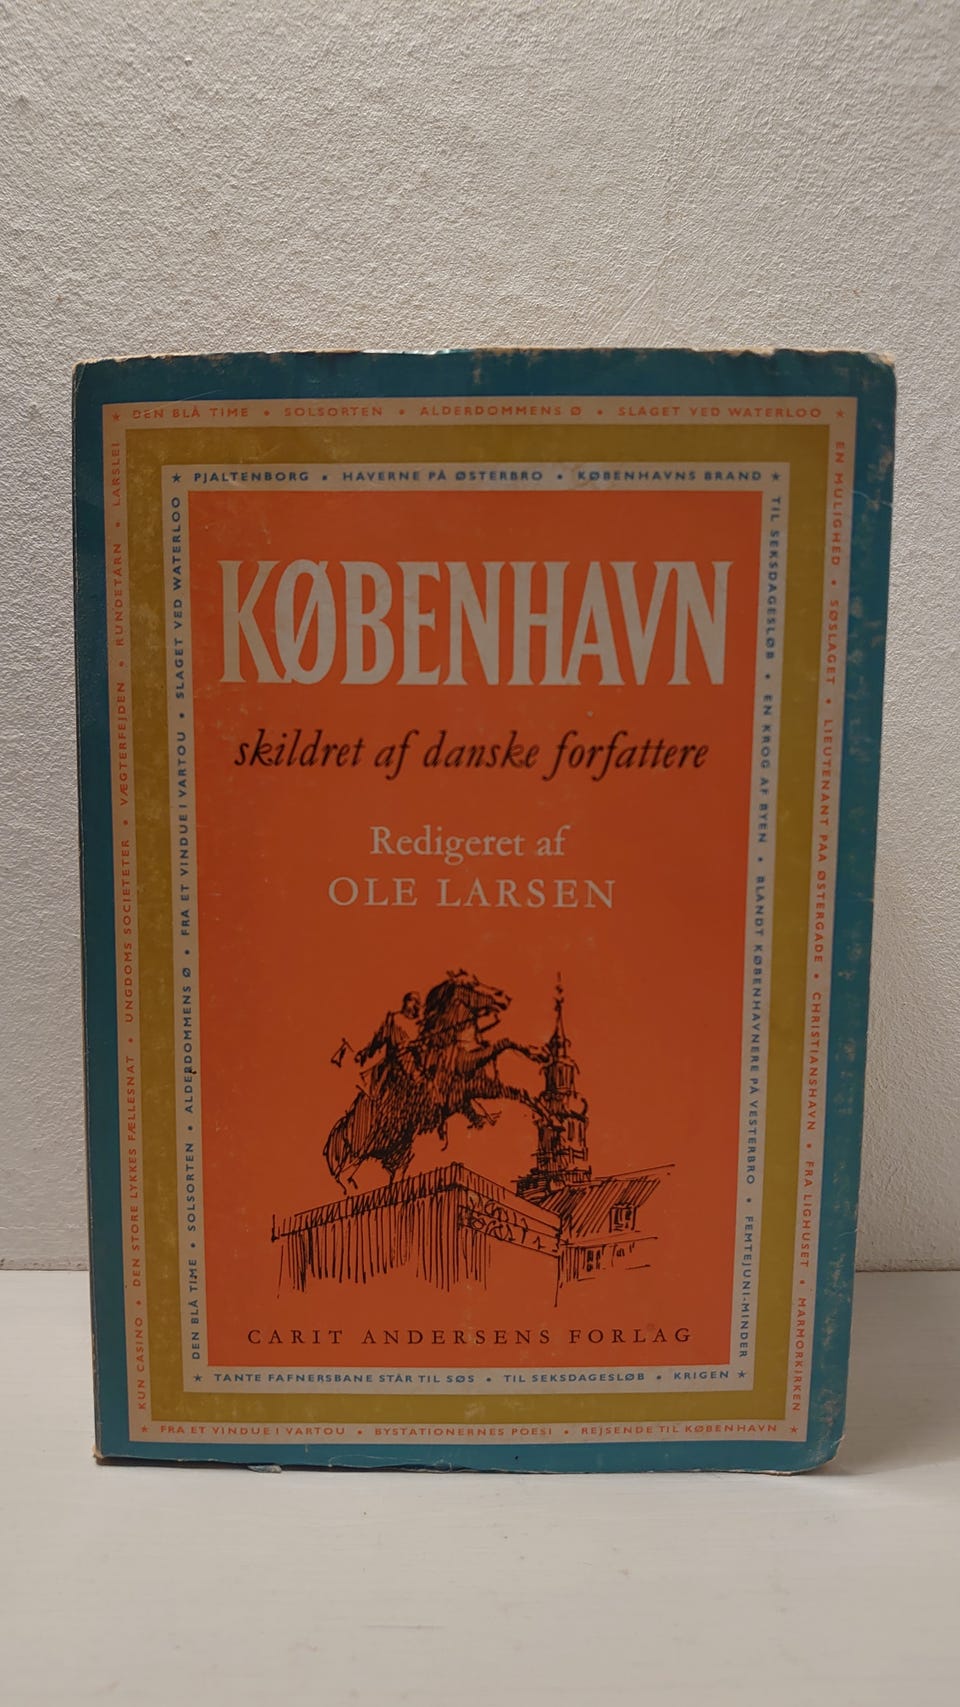 ★ DEN BLÅ TIME • SOLSORTEN • ALDERDOMMENS Ø • SLAGET VED WATERLOO ★
EN MULIGHED • SØSLAGET • LIEUTENANT PAA ØSTERGADE • CHRISTIANSHAVN • FRA LIGHUSET • MARMORKIRKEN
★ FRA ET VINDUE I VARTOU • BYSTATIONERNES POESI • REJSENDE TIL KØBENHAVN ★
KUN CASINO • DEN STORE LYKKES FÆLLESNAT • UNGDOMS SOCIETETER • VÆGTERFEJDEN • RUNDETÅRN • LARSLEI
★ PJALTENBORG • HAVERNE PÅ ØSTERBRO • KØBENHAVNS BRAND ★
TIL SEKSDAGESLØB • EN KROG AF BYEN • BLANDT KØBENHAVNERE PÅ VESTERBRO • FEMTEJUNI-MINDER
★ TANTE FAFNERSBANE STÅR TIL SØS • TIL SEKSDAGESLØB • KRIGEN ★
DEN BLÅ TIME • SOLSORTEN • ALDERDOMMENS Ø • FRA ET VINDUE I VARTOU • SLAGET VED WATERLOO
KØBENHAVN
skildret af danske forfattere
Redigeret af
OLE LARSEN
CARIT ANDERSENS FORLAG